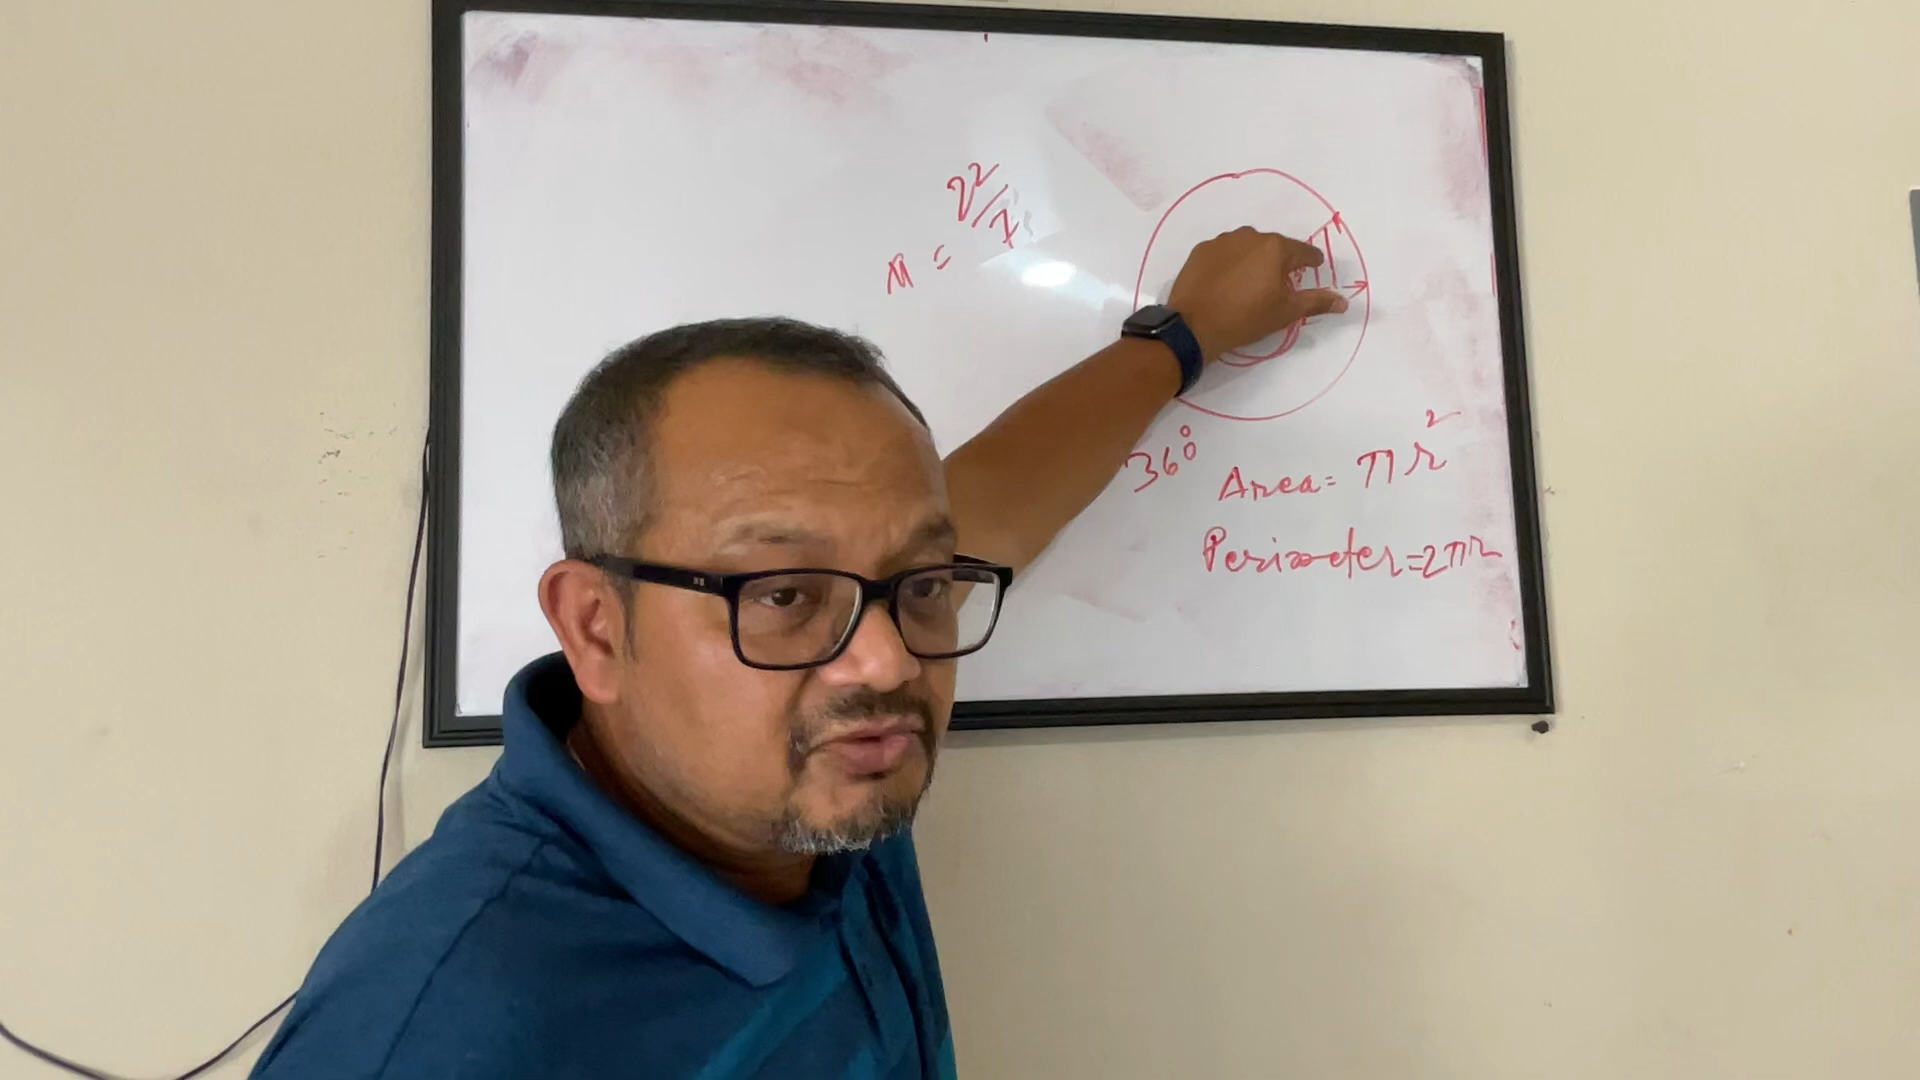 π = 22/7
360°
Area = πr²
Perimeter = 2πr